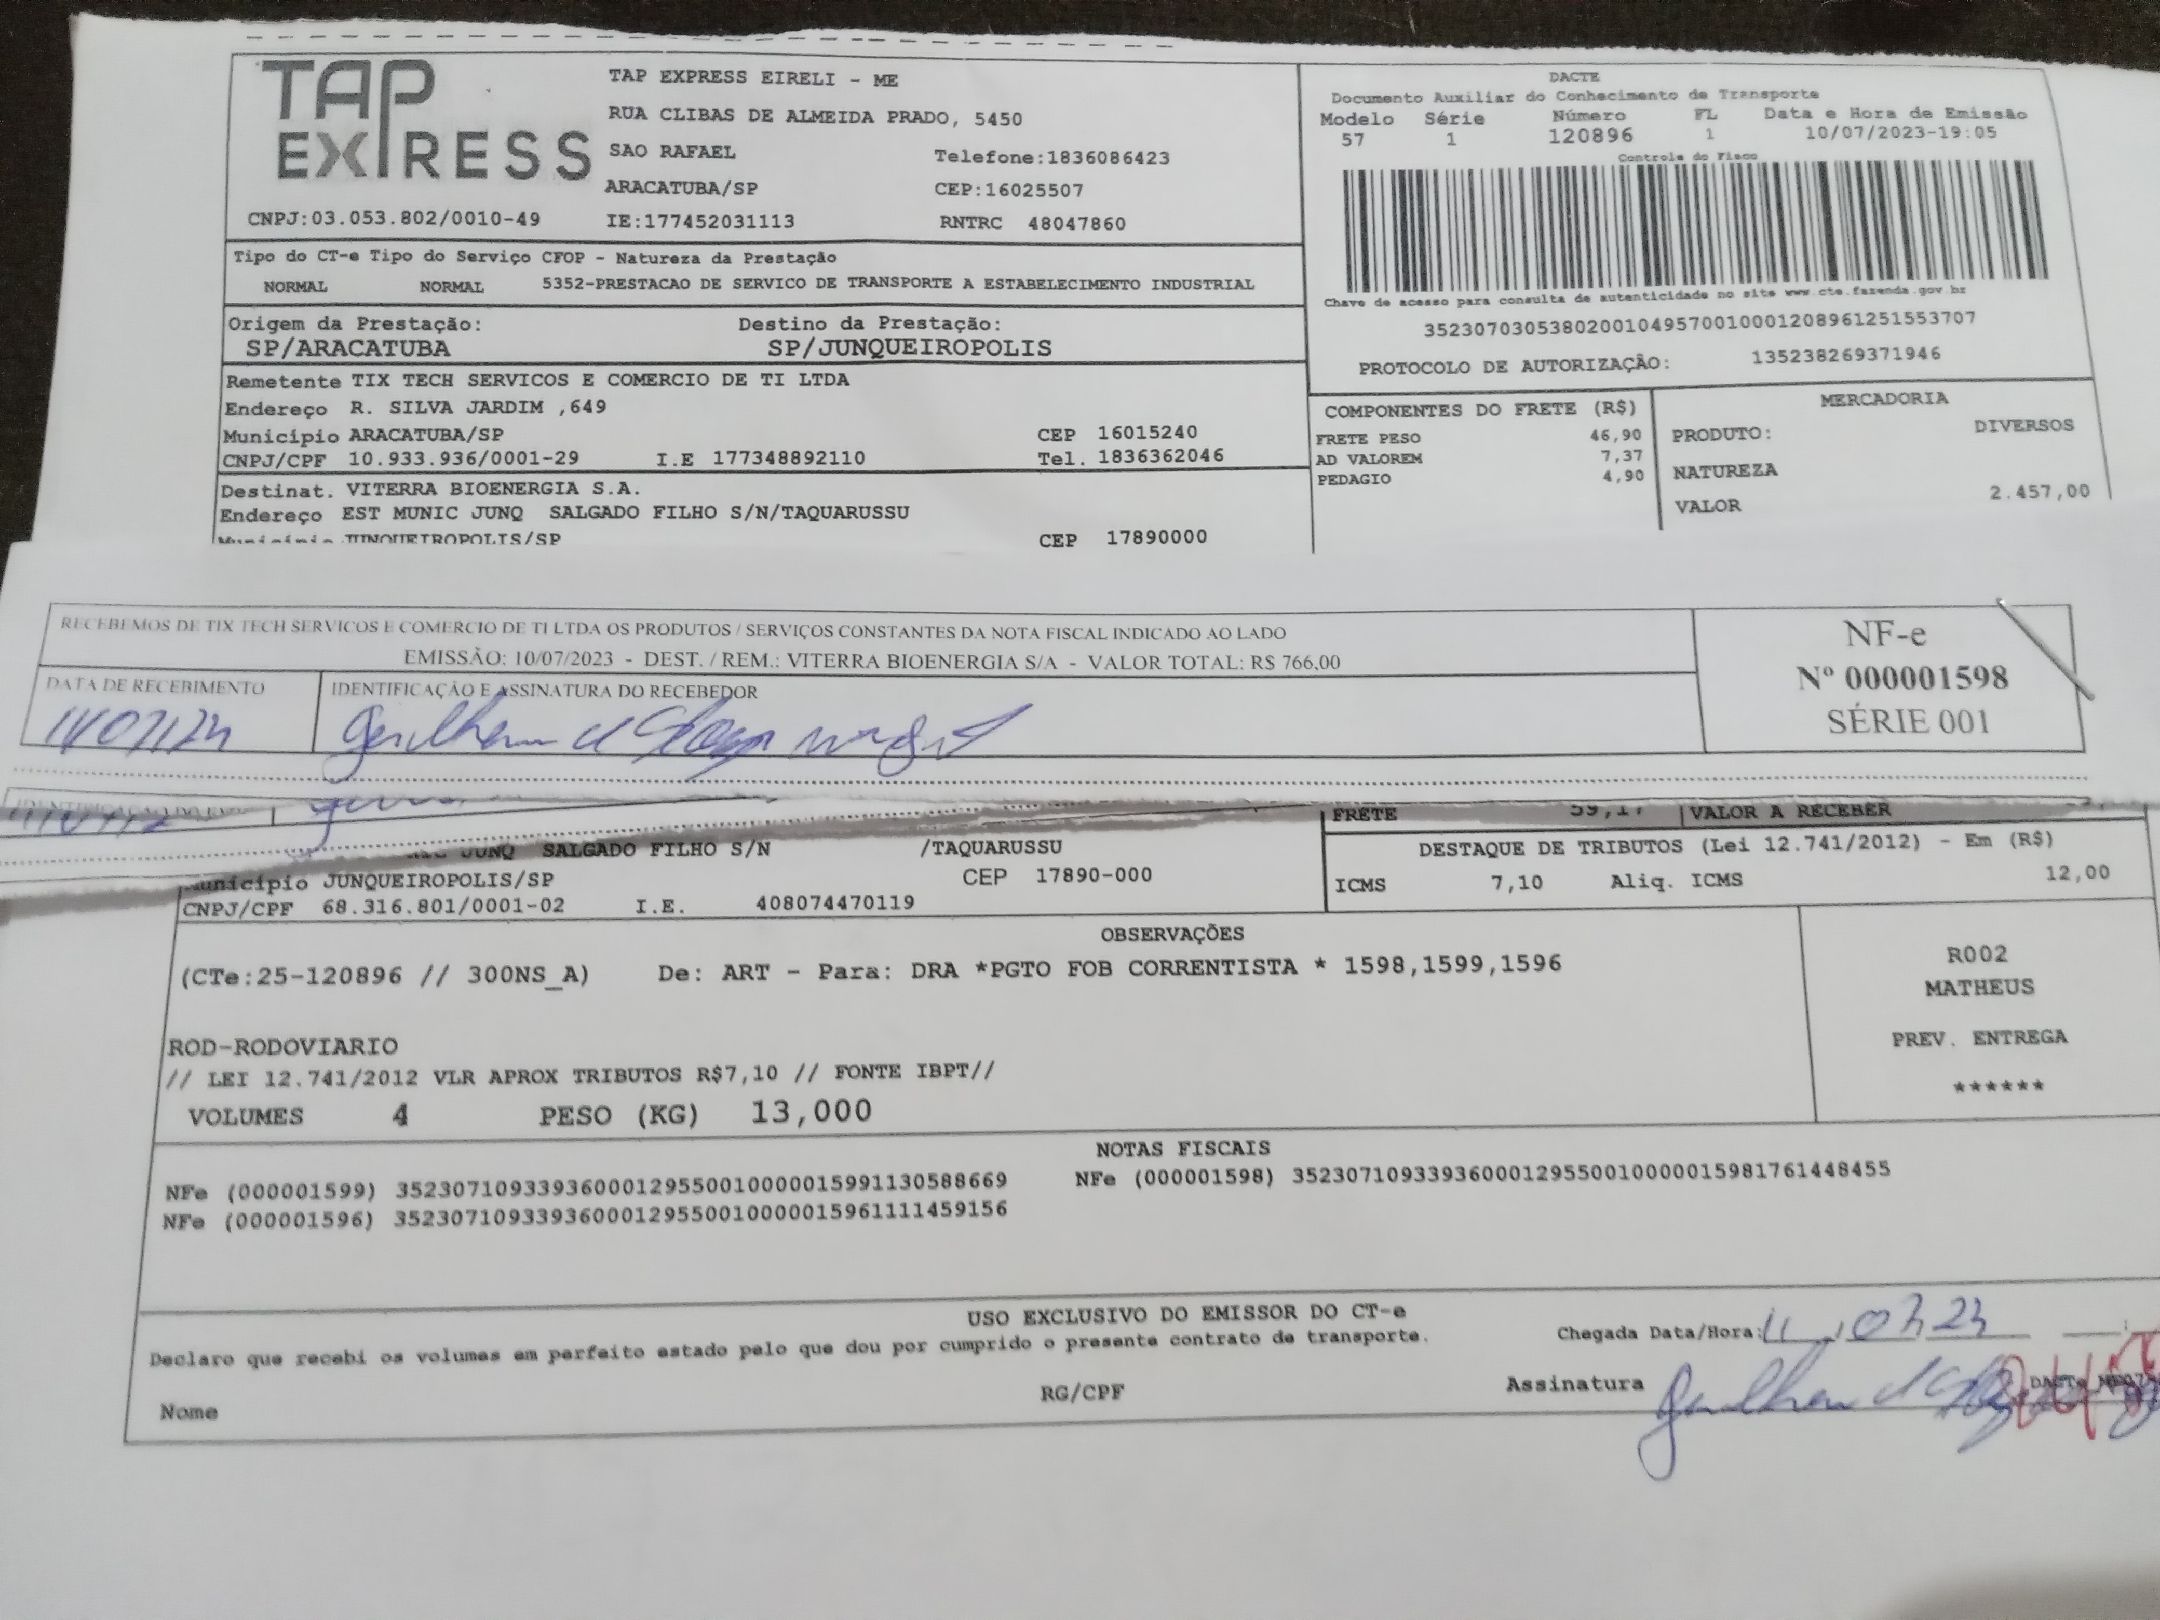 TAP EXPRESS
TAP EXPRESS EIRELI - ME
RUA CLIBAS DE ALMEIDA PRADO, 5450
SAO RAFAEL Telefone:1836086423
ARACATUBA/SP CEP:16025507
CNPJ:03.053.802/0010-49 IE:177452031113 RNTRC 48047860
DACTE
Documento Auxiliar do Conhecimento de Transporte
Modelo Série Número FL Data e Hora de Emissão
57 1 120896 1 10/07/2023-19:05
Controle do Fisco
Chave de acesso para consulta de autenticidade no site www.cte.fazenda.gov.br
35230703053802001049570010001208961251553707
PROTOCOLO DE AUTORIZAÇÃO: 135238269371946
Tipo do CT-e Tipo do Serviço CFOP - Natureza da Prestação
NORMAL NORMAL 5352-PRESTACAO DE SERVICO DE TRANSPORTE A ESTABELECIMENTO INDUSTRIAL
Origem da Prestação: Destino da Prestação:
SP/ARACATUBA SP/JUNQUEIROPOLIS
Remetente TIX TECH SERVICOS E COMERCIO DE TI LTDA
Endereço R. SILVA JARDIM ,649
Município ARACATUBA/SP CEP 16015240
CNPJ/CPF 10.933.936/0001-29 I.E 177348892110 Tel. 1836362046
Destinat. VITERRA BIOENERGIA S.A.
Endereço EST MUNIC JUNQ SALGADO FILHO S/N/TAQUARUSSU
Município JUNQUEIROPOLIS/SP CEP 17890000
COMPONENTES DO FRETE (R$)
FRETE PESO 46,90
AD VALOREM 7,37
PEDAGIO 4,90
MERCADORIA
PRODUTO: DIVERSOS
NATUREZA
VALOR 2.457,00
RECEBEMOS DE TIX TECH SERVICOS E COMERCIO DE TI LTDA OS PRODUTOS / SERVIÇOS CONSTANTES DA NOTA FISCAL INDICADO AO LADO
EMISSÃO: 10/07/2023 - DEST. / REM.: VITERRA BIOENERGIA S/A - VALOR TOTAL: R$ 766,00
DATA DE RECEBIMENTO IDENTIFICAÇÃO E ASSINATURA DO RECEBEDOR
NF-e
Nº 000001598
SÉRIE 001
FRETE 59,17 VALOR A RECEBER
JUNQ SALGADO FILHO S/N /TAQUARUSSU
Município JUNQUEIROPOLIS/SP CEP 17890-000
CNPJ/CPF 68.316.801/0001-02 I.E. 408074470119
DESTAQUE DE TRIBUTOS (Lei 12.741/2012) - Em (R$)
ICMS 7,10 Aliq. ICMS 12,00
OBSERVAÇÕES
(CTe:25-120896 // 300NS_A) De: ART - Para: DRA *PGTO FOB CORRENTISTA * 1598,1599,1596
ROD-RODOVIARIO
// LEI 12.741/2012 VLR APROX TRIBUTOS R$7,10 // FONTE IBPT//
VOLUMES 4 PESO (KG) 13,000
R002
MATHEUS
PREV. ENTREGA
******
NOTAS FISCAIS
NFe (000001599) 35230710933936000129550010000015991130588669 NFe (000001598) 35230710933936000129550010000015981761448455
NFe (000001596) 35230710933936000129550010000015961111459156
USO EXCLUSIVO DO EMISSOR DO CT-e
Declaro que recebi os volumes em perfeito estado pelo que dou por cumprido o presente contrato de transporte.
Chegada Data/Hora: 11 07 23
Nome RG/CPF Assinatura